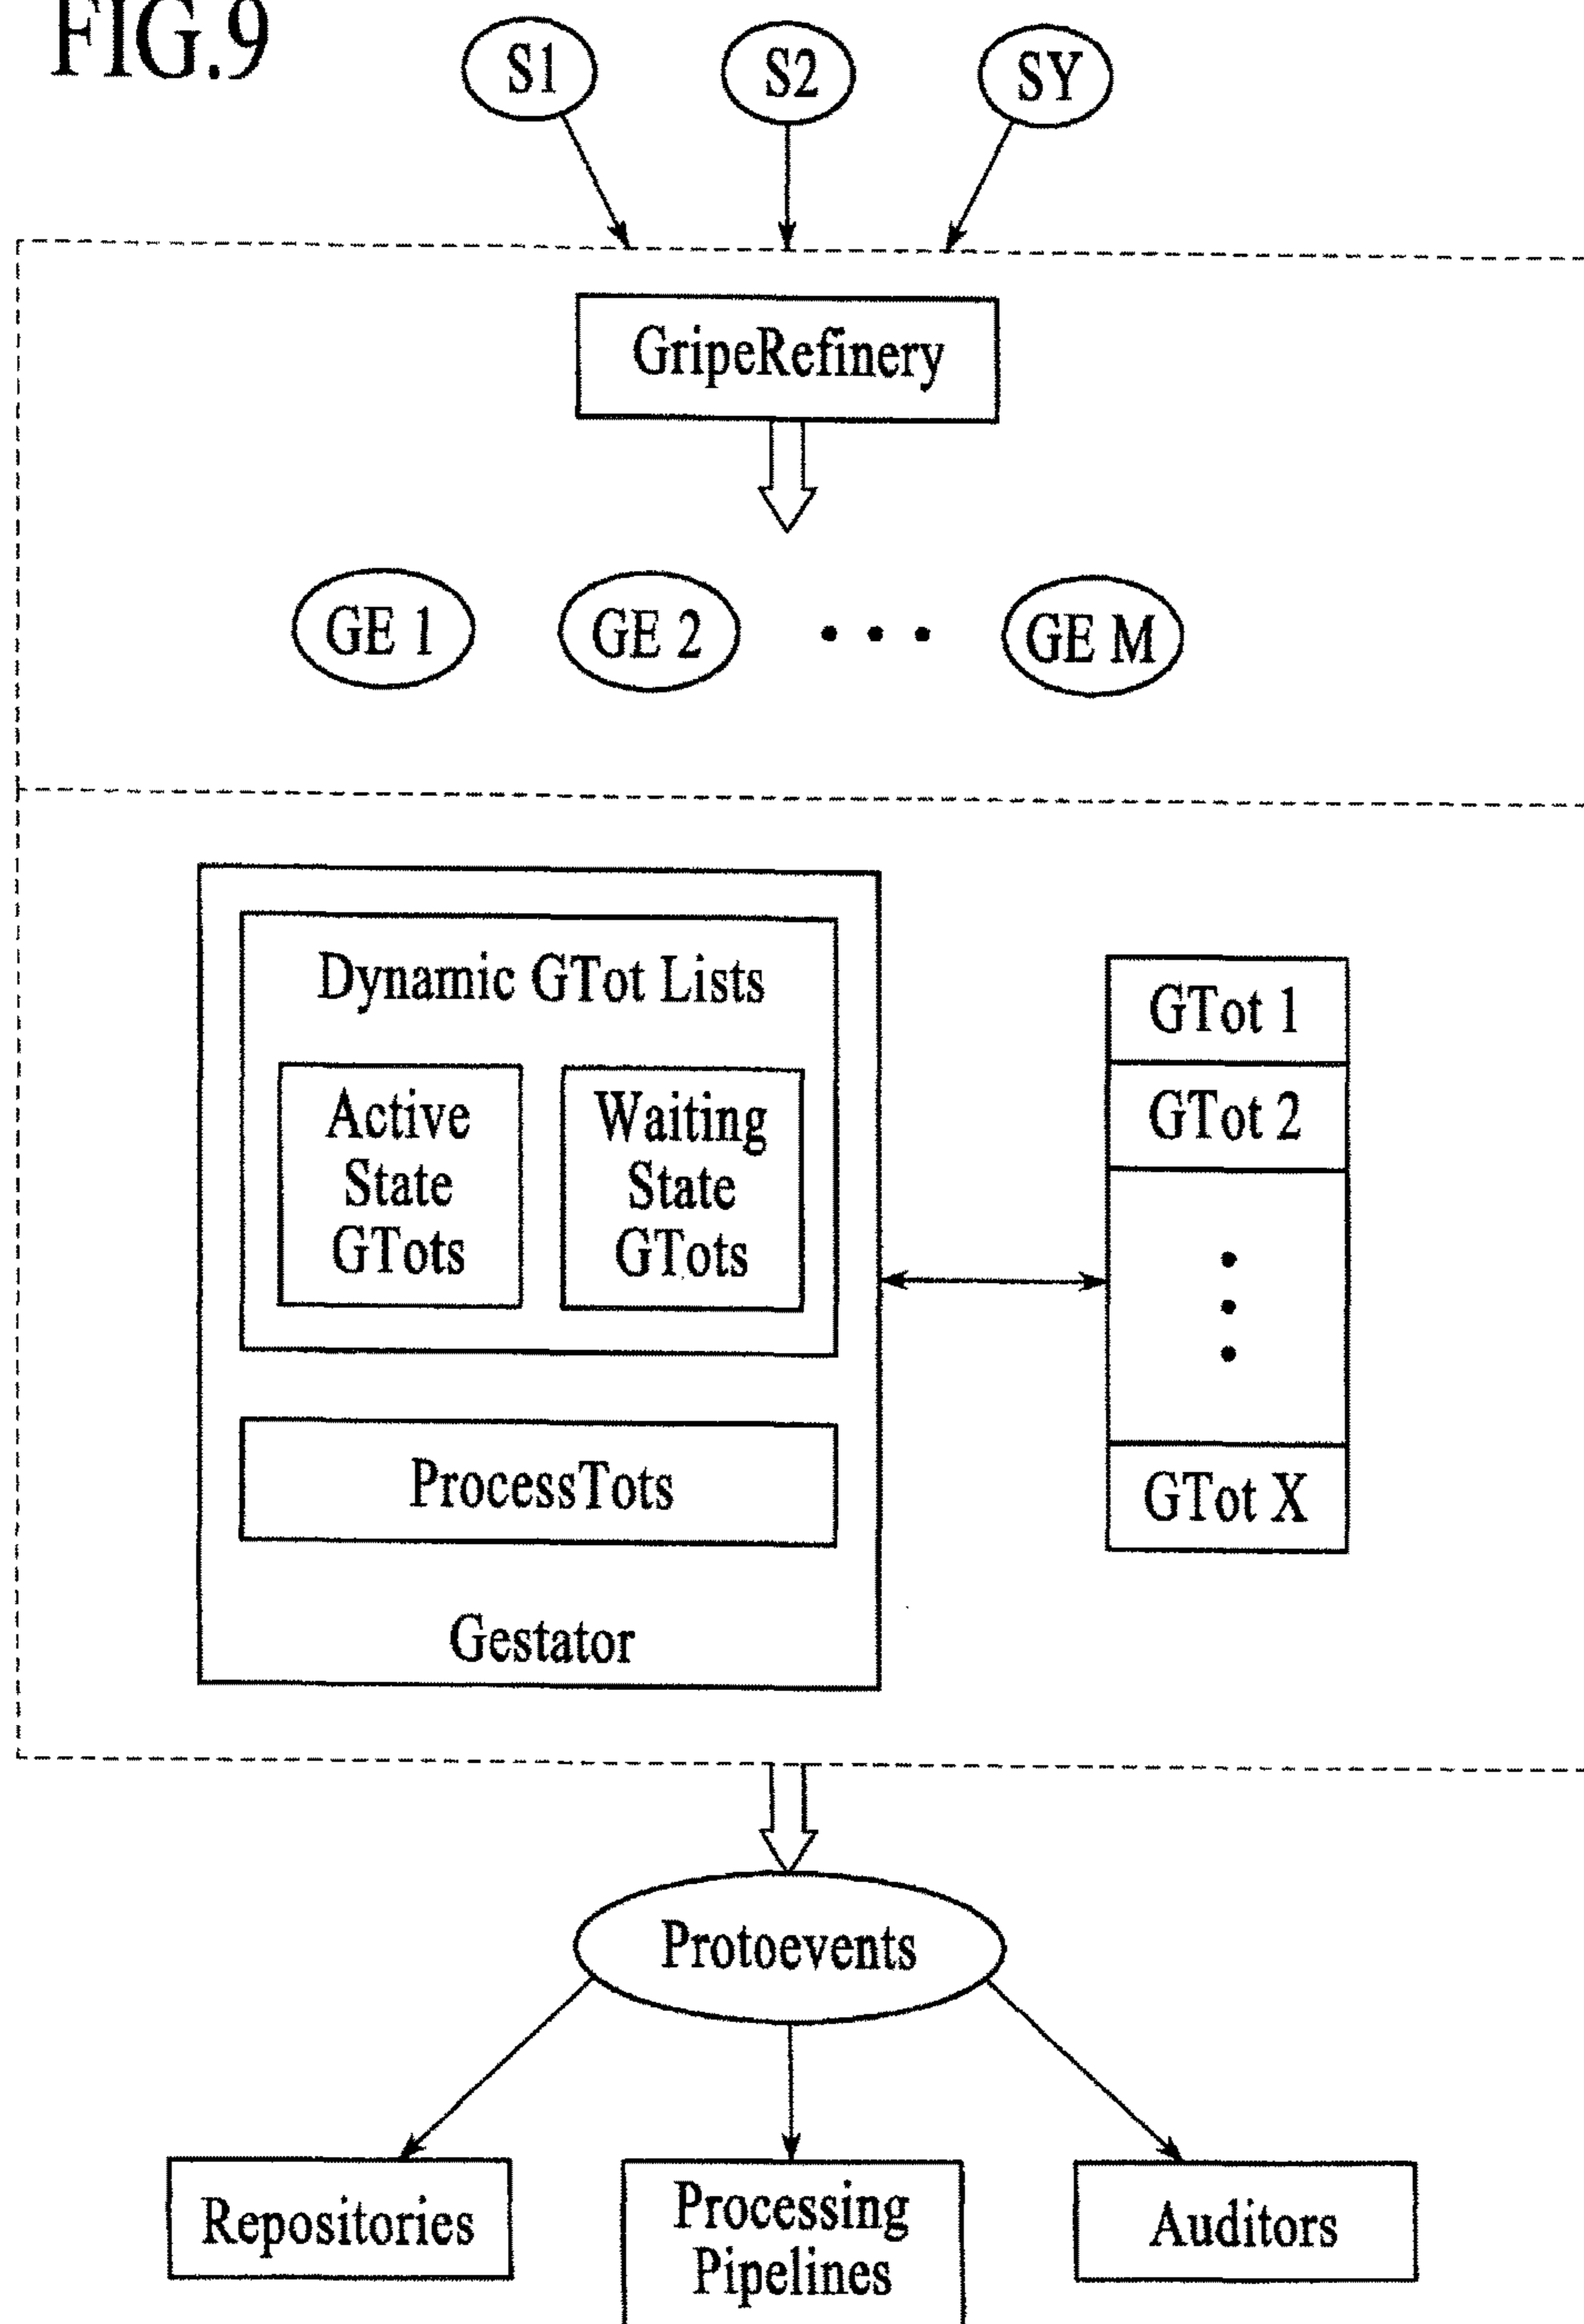 FIG.9
S1 S2 SY
GripeRefinery
GE 1 GE 2 • • • GE M
Dynamic GTot Lists
Active
State
GTots
Waiting
State
GTots
ProcessTots
Gestator
GTot 1
GTot 2
•
•
•
GTot X
Protoevents
Repositories
Processing
Pipelines
Auditors